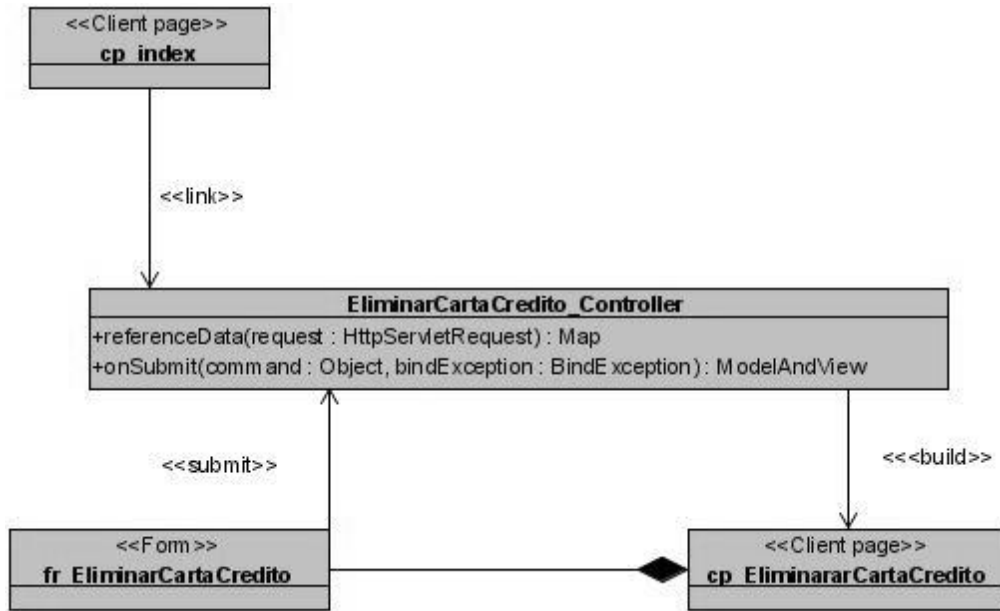 <<Client page>>
cp_index
<<link>>
EliminarCartaCredito_Controller
+referenceData(request : HttpServletRequest) : Map
+onSubmit(command : Object, bindException : BindException) : ModelAndView
<<submit>>
<<<build>>
<<Form>>
fr_EliminarCartaCredito
<<Client page>>
cp_EliminararCartaCredito